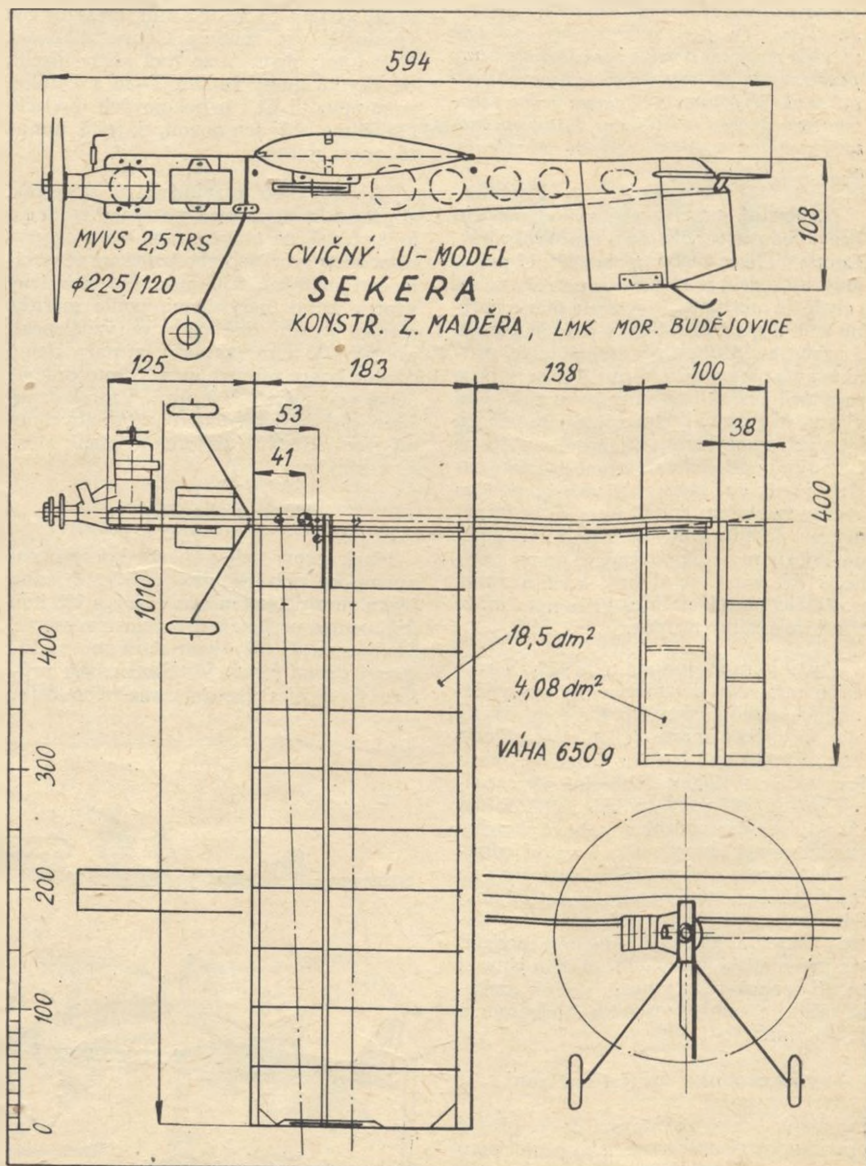 594
108
MVVS 2,5 TRS
ϕ225/120
CVIČNÝ U-MODEL
SEKERA
KONSTR. Z. MADĚRA, LMK MOR. BUDĚJOVICE
125
183
138
100
53
38
41
400
1010
18,5 dm²
4,08 dm²
VÁHA 650 g
400
300
200
100
0